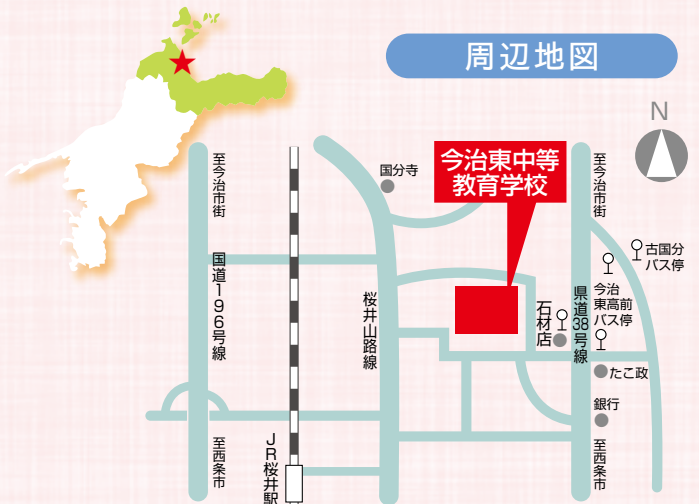 周辺地図
N
今治東中等
教育学校
国分寺
至今治市街
至今治市街
古国分
バス停
国道196号線
桜井山路線
石材店
県道38号線
今治
東高前
バス停
たこ政
銀行
至西条市
JR桜井駅
至西条市